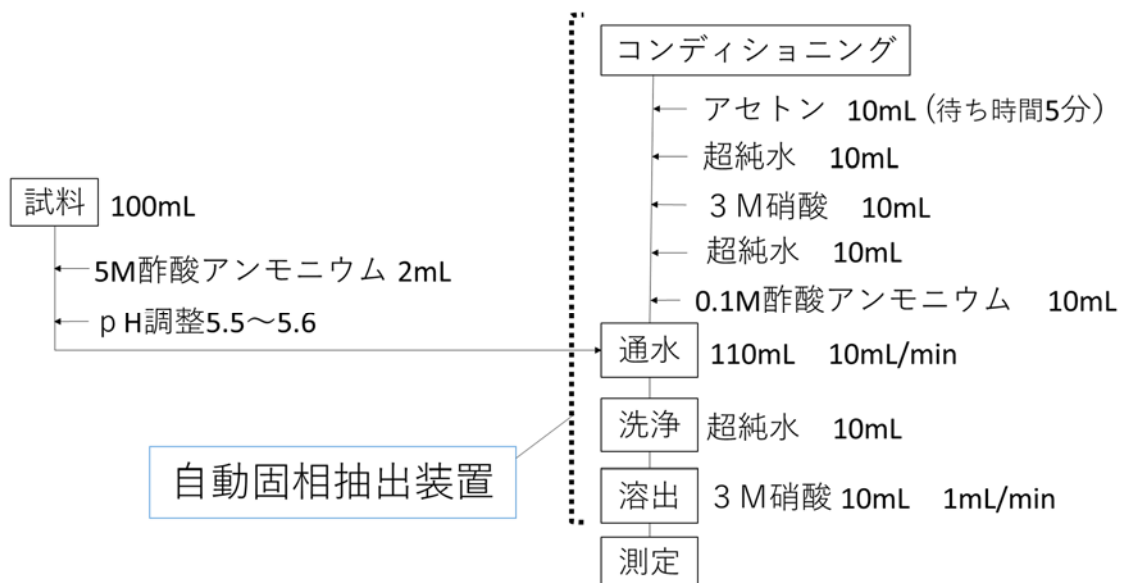 コンディショニング
アセトン 10mL (待ち時間5分)
超純水 10mL
３Ｍ硝酸 10mL
超純水 10mL
0.1M酢酸アンモニウム 10mL
試料 100mL
5M酢酸アンモニウム 2mL
ｐH調整5.5～5.6
通水 110mL 10mL/min
洗浄 超純水 10mL
自動固相抽出装置
溶出 ３Ｍ硝酸 10mL 1mL/min
測定